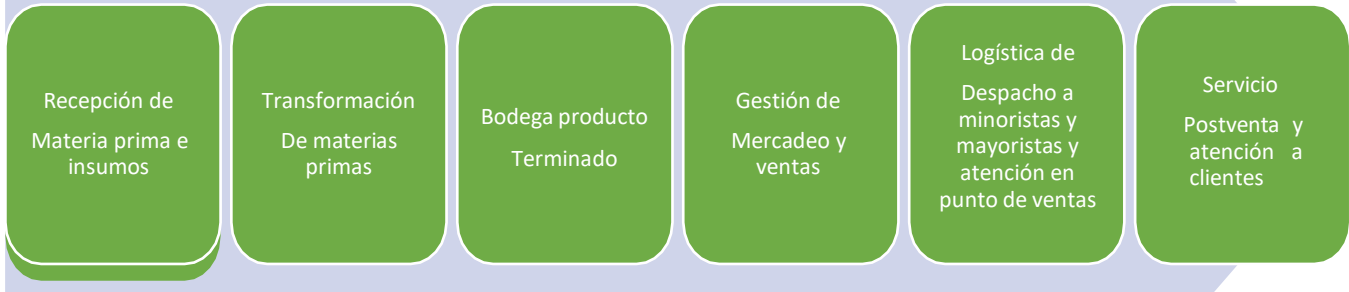 Recepción de
Materia prima e
insumos
Transformación
De materias
primas
Bodega producto
Terminado
Gestión de
Mercadeo y
ventas
Logística de
Despacho a
minoristas y
mayoristas y
atención en
punto de ventas
Servicio
Postventa y
atención a
clientes